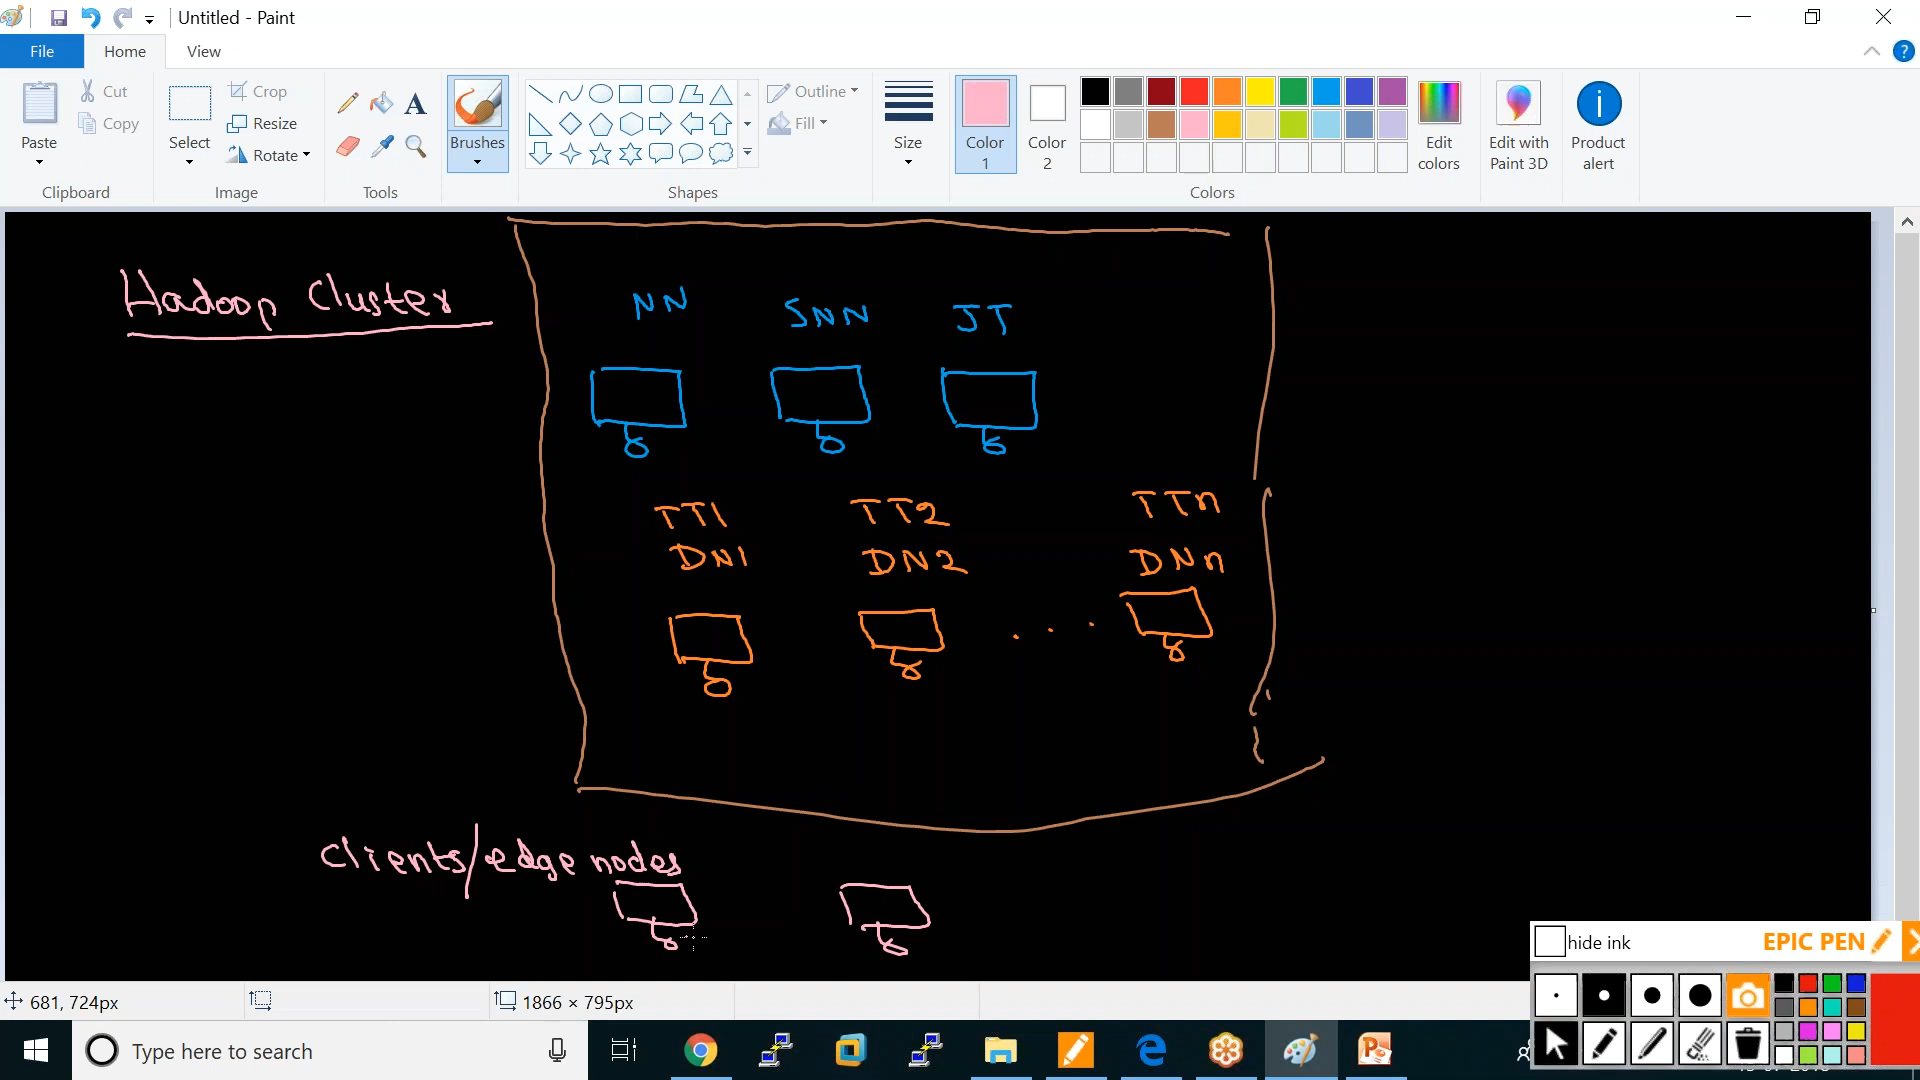 Untitled - Paint
File Home View
Paste Cut Copy Select Crop Resize Rotate A Brushes Outline Fill Size Color 1 Color 2 Edit colors Edit with Paint 3D Product alert
Clipboard Image Tools Shapes Colors
Hadoop Cluster
NN SNN JT
TT1 TT2 TTn
DN1 DN2 . . . DNn
Clients/edge nodes
hide ink EPIC PEN
681, 724px 1866 × 795px
Type here to search